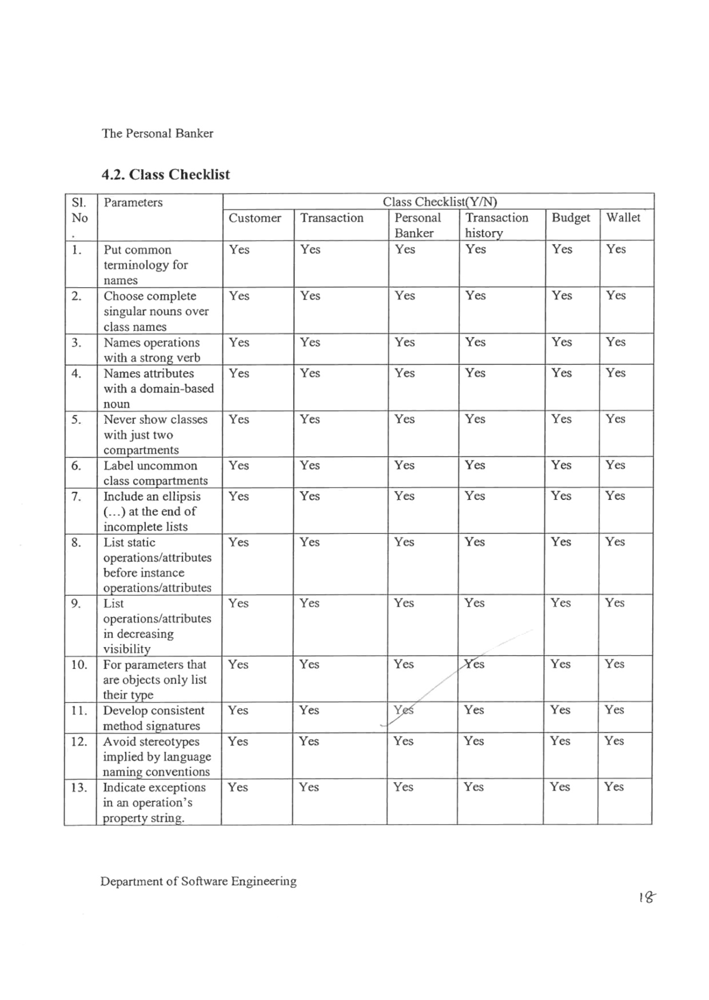 The Personal Banker
4.2. Class Checklist
Sl. Parameters Class Checklist(Y/N)
No Customer Transaction Personal Transaction Budget Wallet
. Banker history
1. Put common Yes Yes Yes Yes Yes Yes
terminology for
names
2. Choose complete Yes Yes Yes Yes Yes Yes
singular nouns over
class names
3. Names operations Yes Yes Yes Yes Yes Yes
with a strong verb
4. Names attributes Yes Yes Yes Yes Yes Yes
with a domain-based
noun
5. Never show classes Yes Yes Yes Yes Yes Yes
with just two
compartments
6. Label uncommon Yes Yes Yes Yes Yes Yes
class compartments
7. Include an ellipsis Yes Yes Yes Yes Yes Yes
(...) at the end of
incomplete lists
8. List static Yes Yes Yes Yes Yes Yes
operations/attributes
before instance
operations/attributes
9. List Yes Yes Yes Yes Yes Yes
operations/attributes
in decreasing
visibility
10. For parameters that Yes Yes Yes Yes Yes Yes
are objects only list
their type
11. Develop consistent Yes Yes Yes Yes Yes Yes
method signatures
12. Avoid stereotypes Yes Yes Yes Yes Yes Yes
implied by language
naming conventions
13. Indicate exceptions Yes Yes Yes Yes Yes Yes
in an operation's
property string.
Department of Software Engineering
18